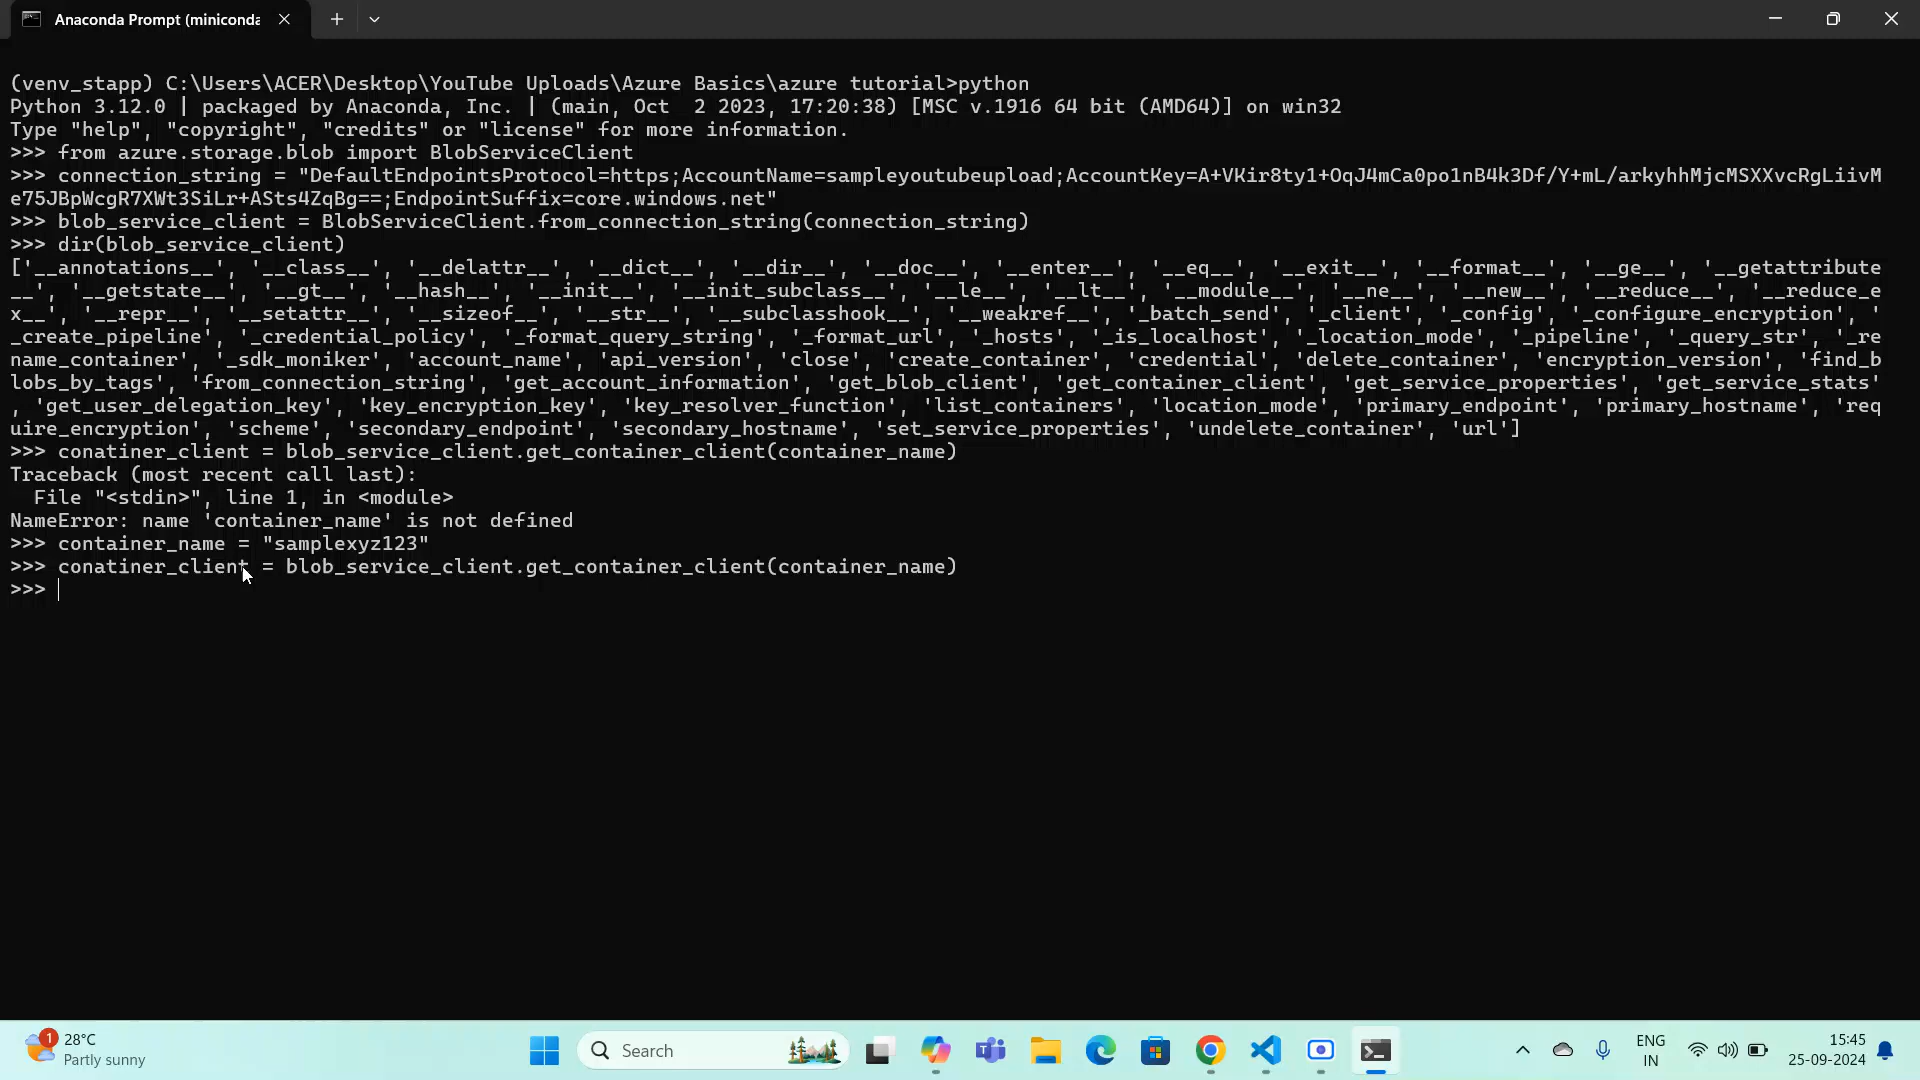 Anaconda Prompt (minicond
(venv_stapp) C:\Users\ACER\Desktop\YouTube Uploads\Azure Basics\azure tutorial>python
Python 3.12.0 | packaged by Anaconda, Inc. | (main, Oct  2 2023, 17:20:38) [MSC v.1916 64 bit (AMD64)] on win32
Type "help", "copyright", "credits" or "license" for more information.
>>> from azure.storage.blob import BlobServiceClient
>>> connection_string = "DefaultEndpointsProtocol=https;AccountName=sampleyoutubeupload;AccountKey=A+VKir8ty1+OqJ4mCa0po1nB4k3Df/Y+mL/arkyhhMjcMSXXvcRgLiivM
e75JBpWcgR7XWt3SiLr+ASts4ZqBg==;EndpointSuffix=core.windows.net"
>>> blob_service_client = BlobServiceClient.from_connection_string(connection_string)
>>> dir(blob_service_client)
['__annotations__', '__class__', '__delattr__', '__dict__', '__dir__', '__doc__', '__enter__', '__eq__', '__exit__', '__format__', '__ge__', '__getattribute
__', '__getstate__', '__gt__', '__hash__', '__init__', '__init_subclass__', '__le__', '__lt__', '__module__', '__ne__', '__new__', '__reduce__', '__reduce_e
x__', '__repr__', '__setattr__', '__sizeof__', '__str__', '__subclasshook__', '__weakref__', '_batch_send', '_client', '_config', '_configure_encryption', '
_create_pipeline', '_credential_policy', '_format_query_string', '_format_url', '_hosts', '_is_localhost', '_location_mode', '_pipeline', '_query_str', '_re
name_container', '_sdk_moniker', 'account_name', 'api_version', 'close', 'create_container', 'credential', 'delete_container', 'encryption_version', 'find_b
lobs_by_tags', 'from_connection_string', 'get_account_information', 'get_blob_client', 'get_container_client', 'get_service_properties', 'get_service_stats'
, 'get_user_delegation_key', 'key_encryption_key', 'key_resolver_function', 'list_containers', 'location_mode', 'primary_endpoint', 'primary_hostname', 'req
uire_encryption', 'scheme', 'secondary_endpoint', 'secondary_hostname', 'set_service_properties', 'undelete_container', 'url']
>>> conatiner_client = blob_service_client.get_container_client(container_name)
Traceback (most recent call last):
  File "<stdin>", line 1, in <module>
NameError: name 'container_name' is not defined
>>> container_name = "samplexyz123"
>>> conatiner_client = blob_service_client.get_container_client(container_name)
>>>
1
28°C
Partly sunny
Search
ENG
IN
15:45
25-09-2024